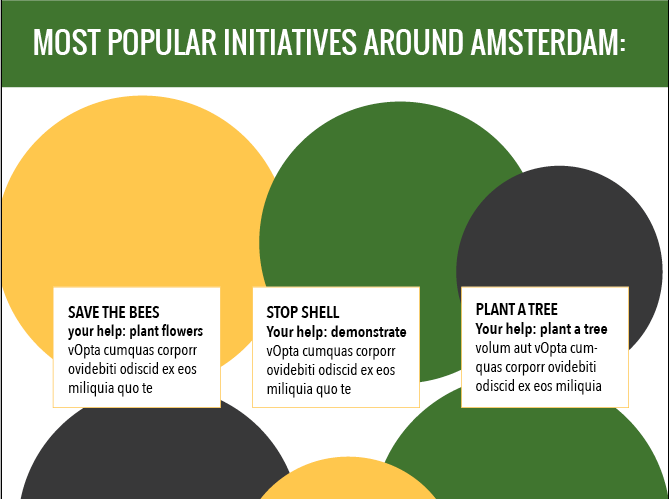 MOST POPULAR INITIATIVES AROUND AMSTERDAM:
SAVE THE BEES
your help: plant flowers
vOpta cumquas corporr
ovidebiti odiscid ex eos
miliquia quo te
STOP SHELL
Your help: demonstrate
vOpta cumquas corporr
ovidebiti odiscid ex eos
miliquia quo te
PLANT A TREE
Your help: plant a tree
volum aut vOpta cum-
quas corporr ovidebiti
odiscid ex eos miliquia